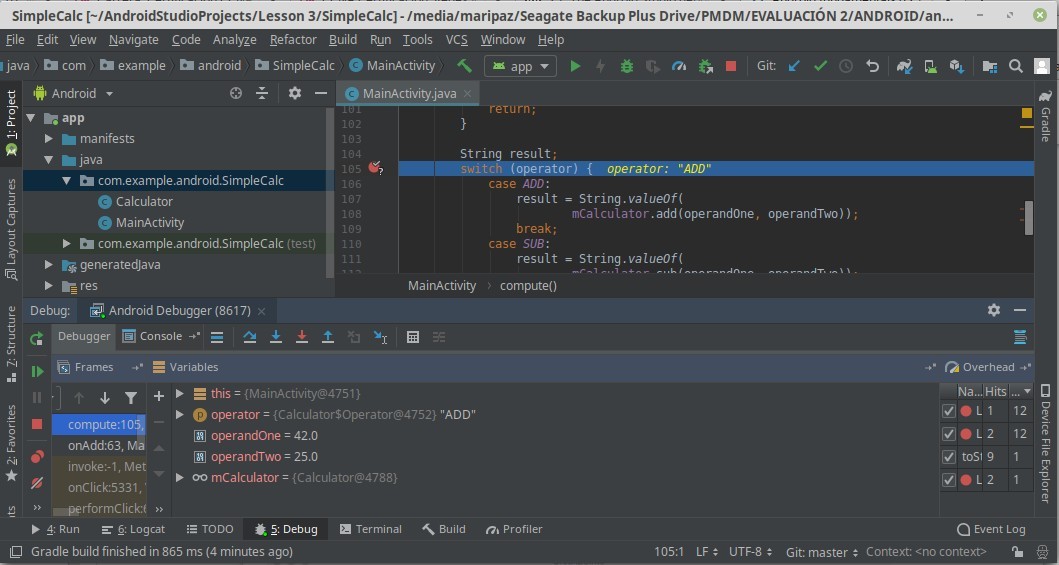 SimpleCalc [~/AndroidStudioProjects/Lesson 3/SimpleCalc] - /media/maripaz/Seagate Backup Plus Drive/PMDM/EVALUACIÓN 2/ANDROID/an...
File Edit View Navigate Code Analyze Refactor Build Run Tools VCS Window Help
java com example android SimpleCalc MainActivity app Git:
Android MainActivity.java
1: Project
Layout Captures
Z: Structure
2: Favorites
Gradle
Device File Explorer
app
manifests
java
com.example.android.SimpleCalc
Calculator
MainActivity
com.example.android.SimpleCalc (test)
generatedJava
res
101 return;
102 }
103
104 String result;
105 switch (operator) { operator: "ADD"
106 case ADD:
107 result = String.valueOf(
108 mCalculator.add(operandOne, operandTwo));
109 break;
110 case SUB:
111 result = String.valueOf(
112 mCalculator.sub(operandOne, operandTwo));
MainActivity › compute()
Debug: Android Debugger (8617)
Debugger Console
Frames Variables Overhead
compute:105,
onAdd:63, Ma
invoke:-1, Met
onClick:5331,
performClick:
this = {MainActivity@4751}
operator = {Calculator$Operator@4752} "ADD"
operandOne = 42.0
operandTwo = 25.0
mCalculator = {Calculator@4788}
Na... Hits ...
L 1 12
L 2 12
toSt 9 1
L 2 1
4: Run 6: Logcat TODO 5: Debug Terminal Build Profiler Event Log
Gradle build finished in 865 ms (4 minutes ago) 105:1 LF UTF-8 Git: master Context: <no context>